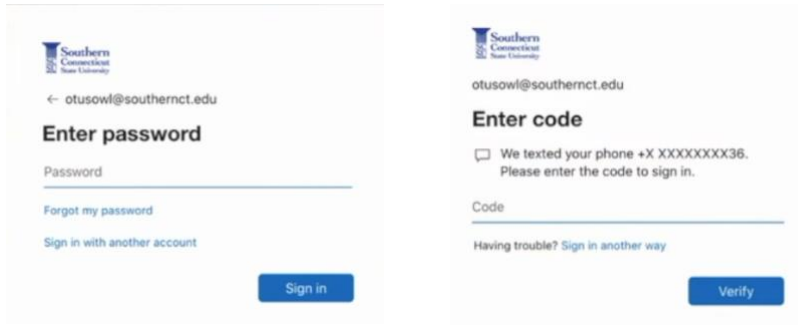 Southern
Connecticut
State University
← otusowl@southernct.edu
Enter password
Password
Forgot my password
Sign in with another account
Sign in
Southern
Connecticut
State University
otusowl@southernct.edu
Enter code
We texted your phone +X XXXXXXXX36.
Please enter the code to sign in.
Code
Having trouble? Sign in another way
Verify